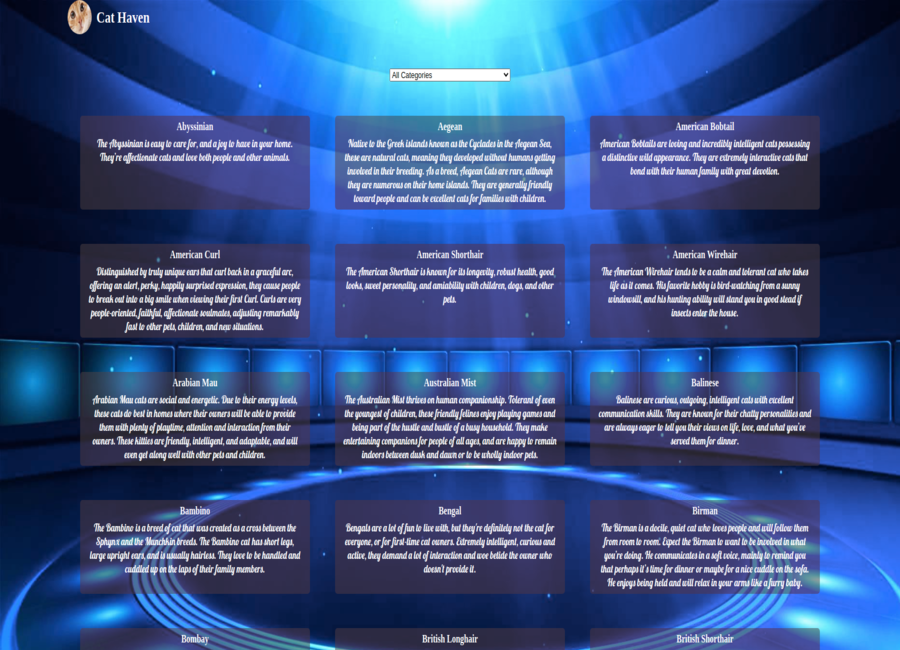 Cat Haven
All Categories
Abyssinian
The Abyssinian is easy to care for, and a joy to have in your home.
They're affectionate cats and love both people and other animals.
Aegean
Native to the Greek islands known as the Cyclades in the Aegean Sea,
these are natural cats, meaning they developed without humans getting
involved in their breeding. As a breed, Aegean Cats are rare, although
they are numerous on their home islands. They are generally friendly
toward people and can be excellent cats for families with children.
American Bobtail
American Bobtails are loving and incredibly intelligent cats possessing
a distinctive wild appearance. They are extremely interactive cats that
bond with their human family with great devotion.
American Curl
Distinguished by truly unique ears that curl back in a graceful arc,
offering an alert, perky, happily surprised expression, they cause people
to break out into a big smile when viewing their first Curl. Curls are very
people-oriented, faithful, affectionate soulmates, adjusting remarkably
fast to other pets, children, and new situations.
American Shorthair
The American Shorthair is known for its longevity, robust health, good
looks, sweet personality, and amiability with children, dogs, and other
pets.
American Wirehair
The American Wirehair tends to be a calm and tolerant cat who takes
life as it comes. His favorite hobby is bird-watching from a sunny
windowsill, and his hunting ability will stand you in good stead if
insects enter the house.
Arabian Mau
Arabian Mau cats are social and energetic. Due to their energy levels,
these cats do best in homes where their owners will be able to provide
them with plenty of playtime, attention and interaction from their
owners. These kitties are friendly, intelligent, and adaptable, and will
even get along well with other pets and children.
Australian Mist
The Australian Mist thrives on human companionship. Tolerant of even
the youngest of children, these friendly felines enjoy playing games and
being part of the hustle and bustle of a busy household. They make
entertaining companions for people of all ages, and are happy to remain
indoors between dusk and dawn or to be wholly indoor pets.
Balinese
Balinese are curious, outgoing, intelligent cats with excellent
communication skills. They are known for their chatty personalities and
are always eager to tell you their views on life, love, and what you've
served them for dinner.
Bambino
The Bambino is a breed of cat that was created as a cross between the
Sphynx and the Munchkin breeds. The Bambino cat has short legs,
large upright ears, and is usually hairless. They love to be handled and
cuddled up on the laps of their family members.
Bengal
Bengals are a lot of fun to live with, but they're definitely not the cat for
everyone, or for first-time cat owners. Extremely intelligent, curious and
active, they demand a lot of interaction and woe betide the owner who
doesn't provide it.
Birman
The Birman is a docile, quiet cat who loves people and will follow them
from room to room. Expect the Birman to want to be involved in what
you're doing. He communicates in a soft voice, mainly to remind you
that perhaps it's time for dinner or maybe for a nice cuddle on the sofa.
He enjoys being held and will relax in your arms like a furry baby.
Bombay
British Longhair
British Shorthair